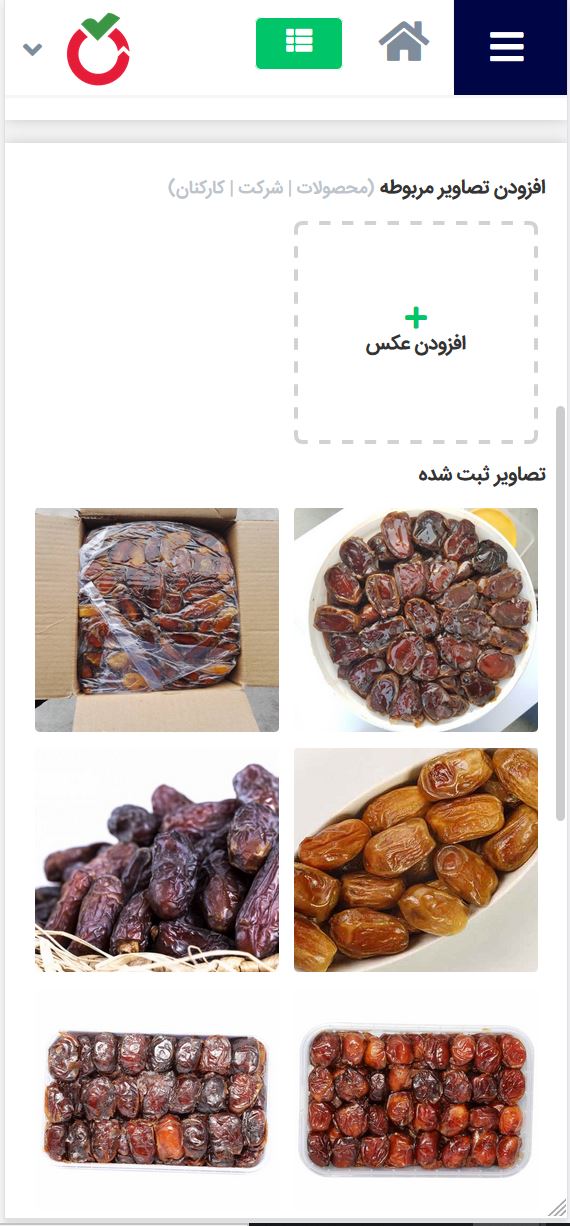 افزودن تصاویر مربوطه (محصولات | شرکت | کارکنان)
افزودن عکس
تصاویر ثبت شده